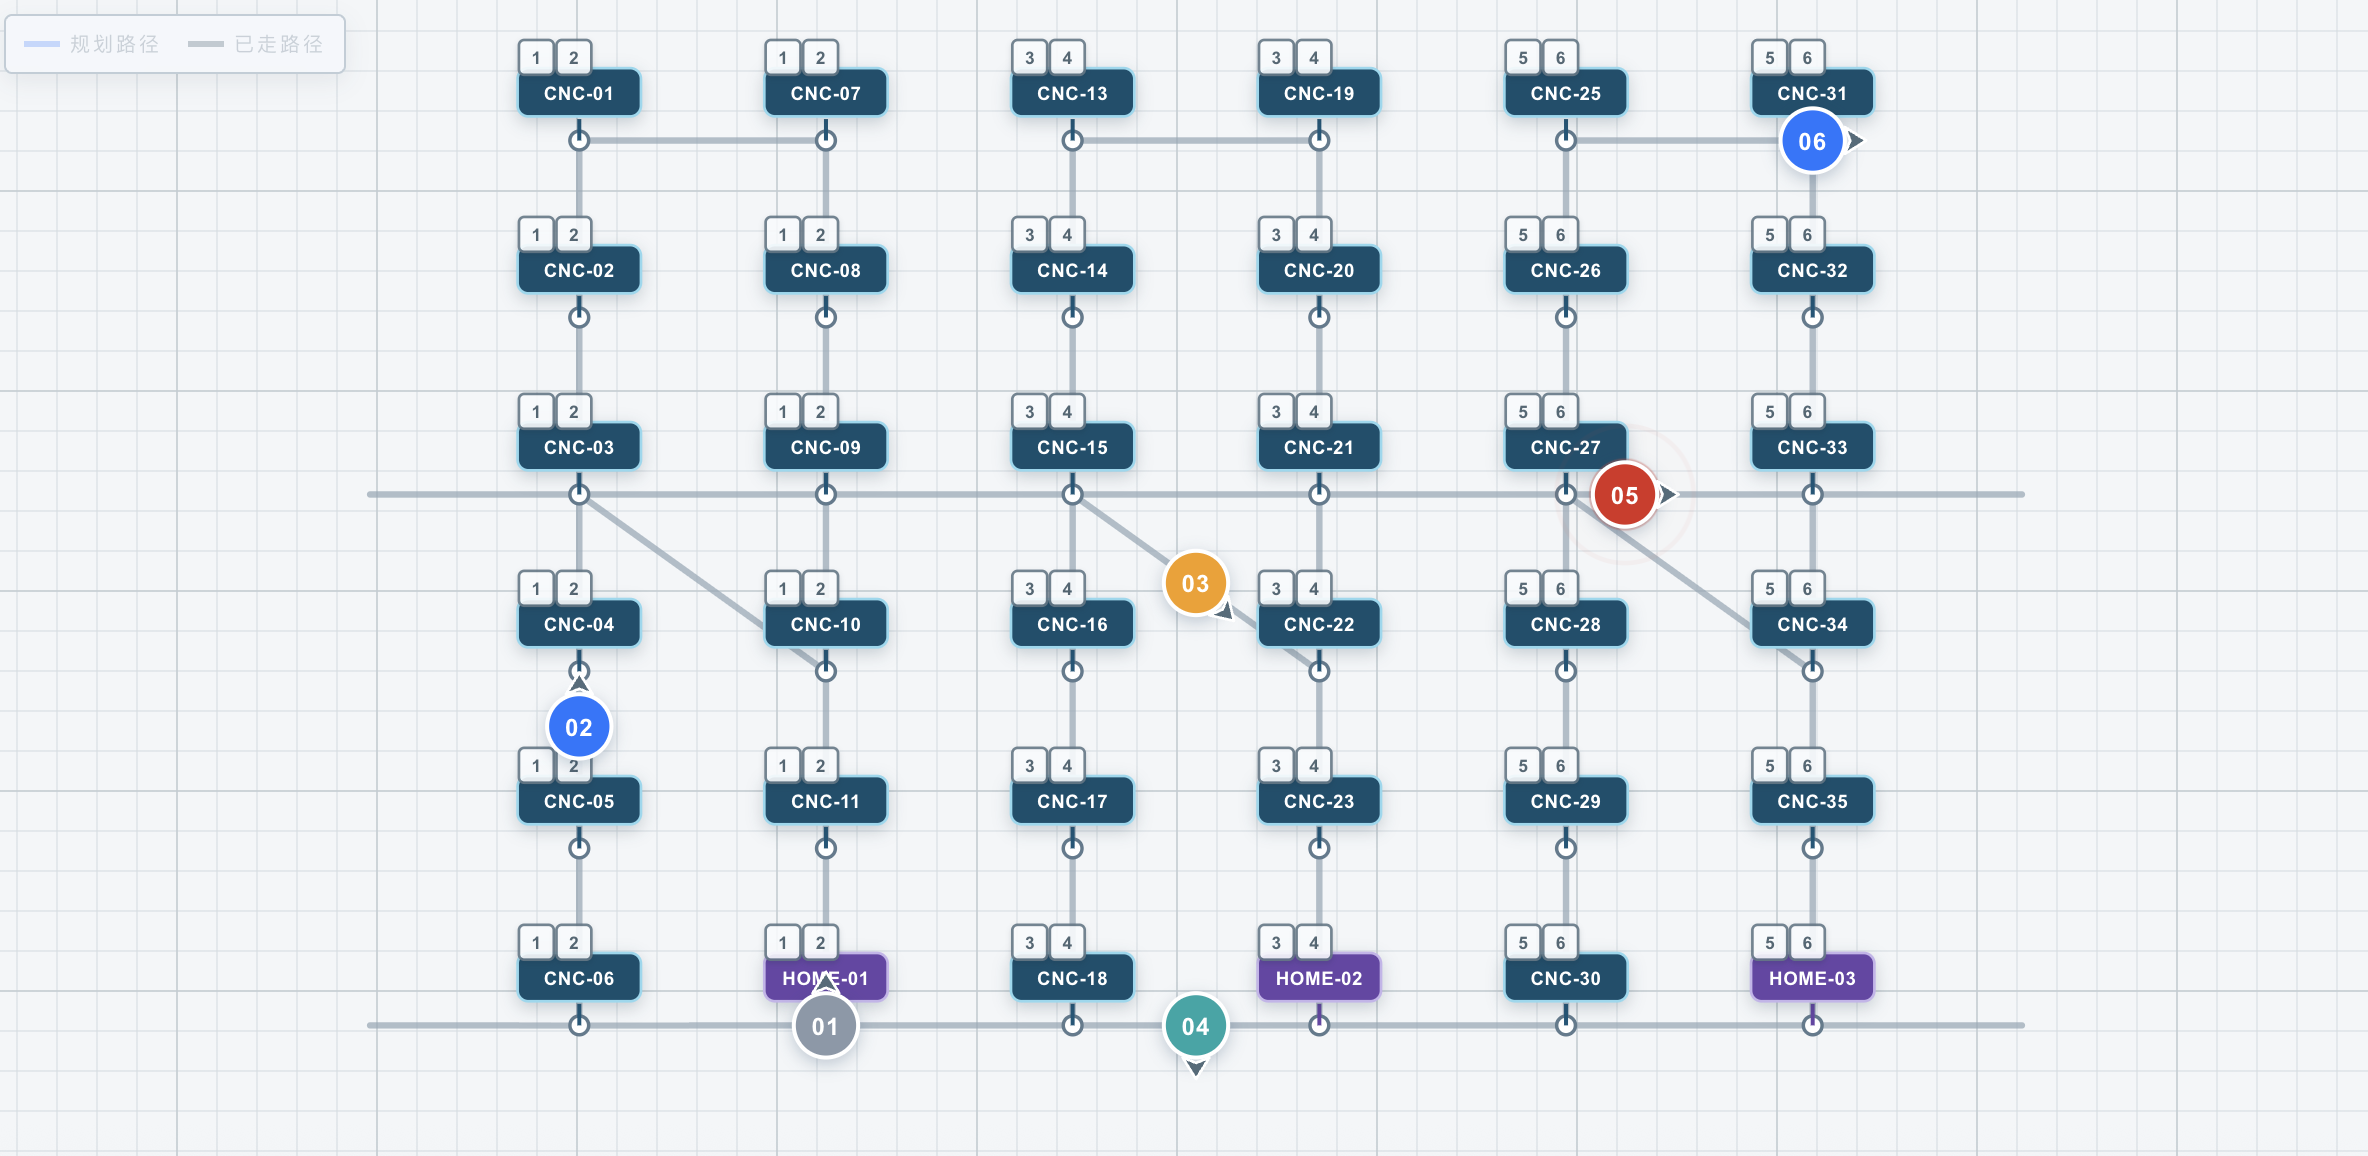 规划路径 已走路径
1 2 1 2 3 4 3 4 5 6 5 6
CNC-01 CNC-07 CNC-13 CNC-19 CNC-25 CNC-31
06
1 2 1 2 3 4 3 4 5 6 5 6
CNC-02 CNC-08 CNC-14 CNC-20 CNC-26 CNC-32
1 2 1 2 3 4 3 4 5 6 5 6
CNC-03 CNC-09 CNC-15 CNC-21 CNC-27 CNC-33
05
03
1 2 1 2 3 4 3 4 5 6 5 6
CNC-04 CNC-10 CNC-16 CNC-22 CNC-28 CNC-34
02
1 2 1 2 3 4 3 4 5 6 5 6
CNC-05 CNC-11 CNC-17 CNC-23 CNC-29 CNC-35
1 2 1 2 3 4 3 4 5 6 5 6
CNC-06 HOME-01 CNC-18 HOME-02 CNC-30 HOME-03
01 04